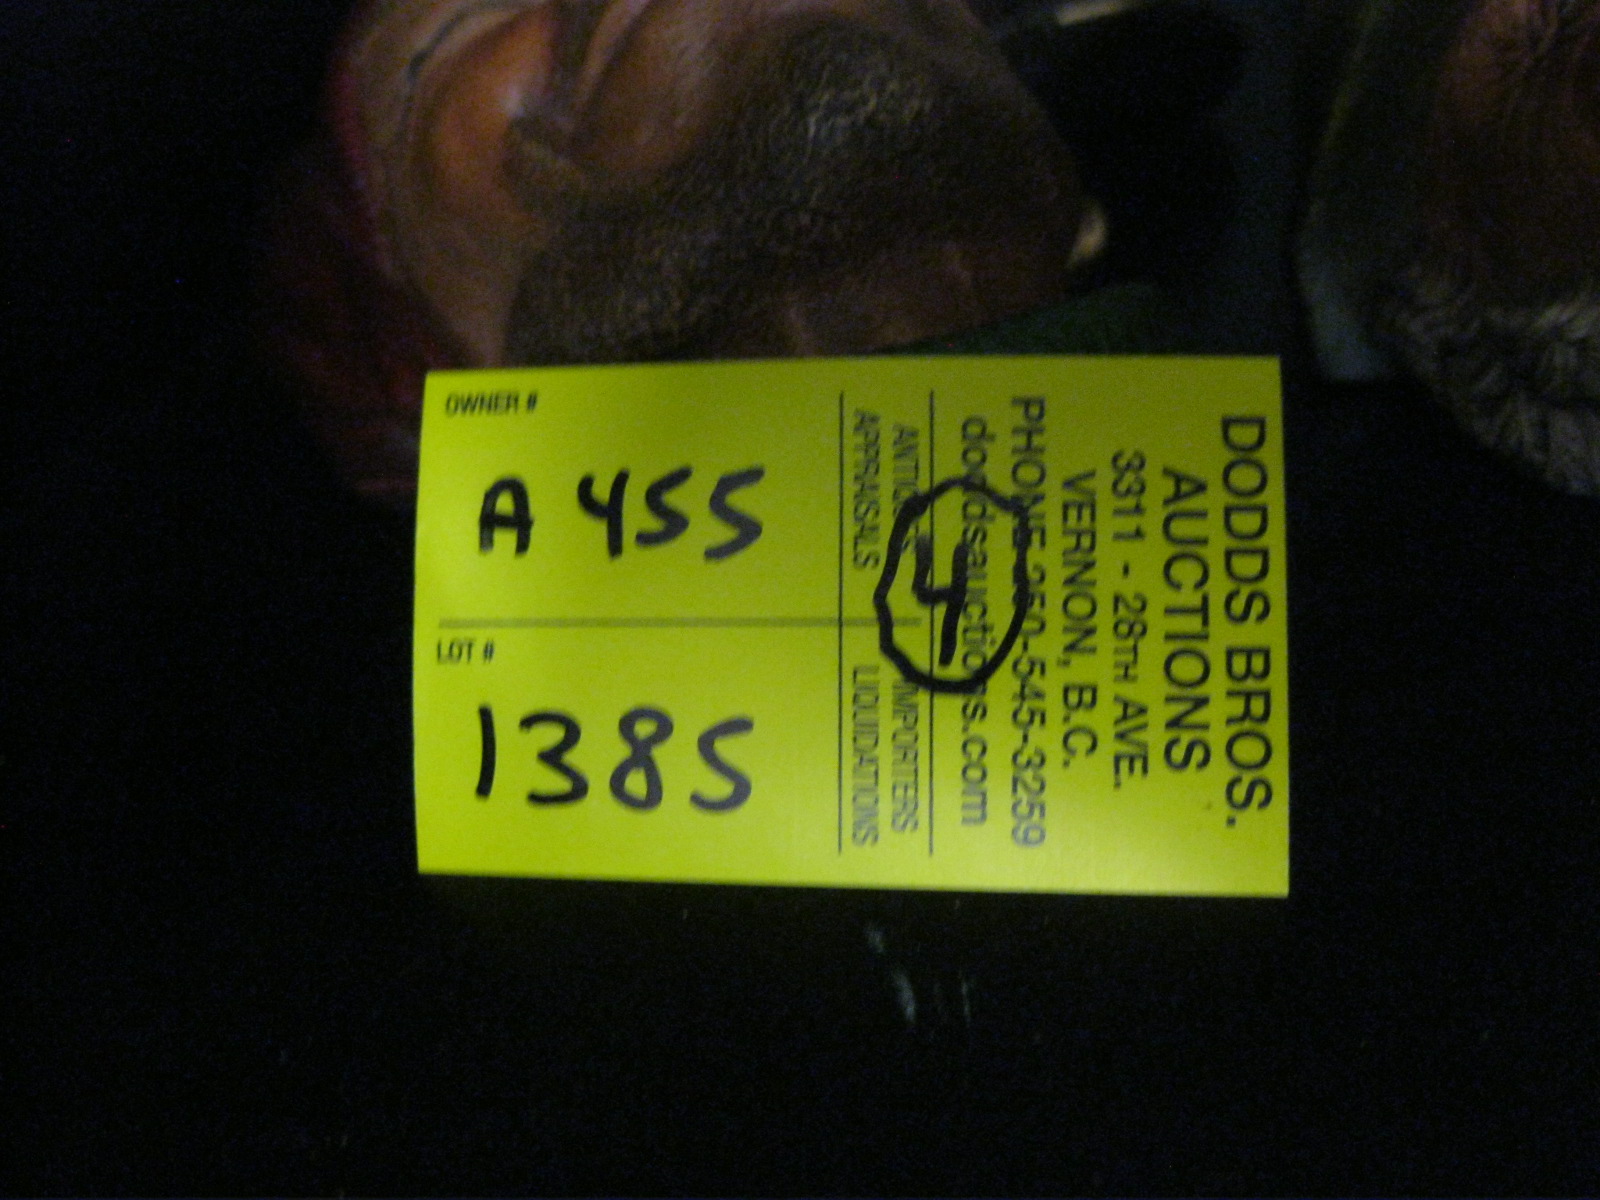 DODDS BROS.
AUCTIONS
3311 - 28TH AVE.
VERNON, B.C.
PHONE 250-545-3259
doddsauctions.com
ANTIQUES IMPORTERS
APPRAISALS LIQUIDATIONS
4
OWNER #
A 455
LOT #
1385